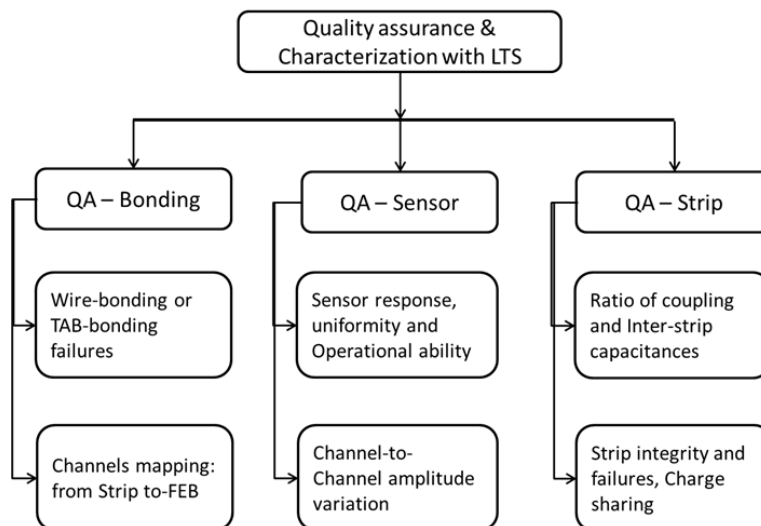 Quality assurance &
Characterization with LTS
QA – Bonding
QA – Sensor
QA – Strip
Wire-bonding or
TAB-bonding
failures
Sensor response,
uniformity and
Operational ability
Ratio of coupling
and Inter-strip
capacitances
Channels mapping:
from Strip to-FEB
Channel-to-
Channel amplitude
variation
Strip integrity and
failures, Charge
sharing